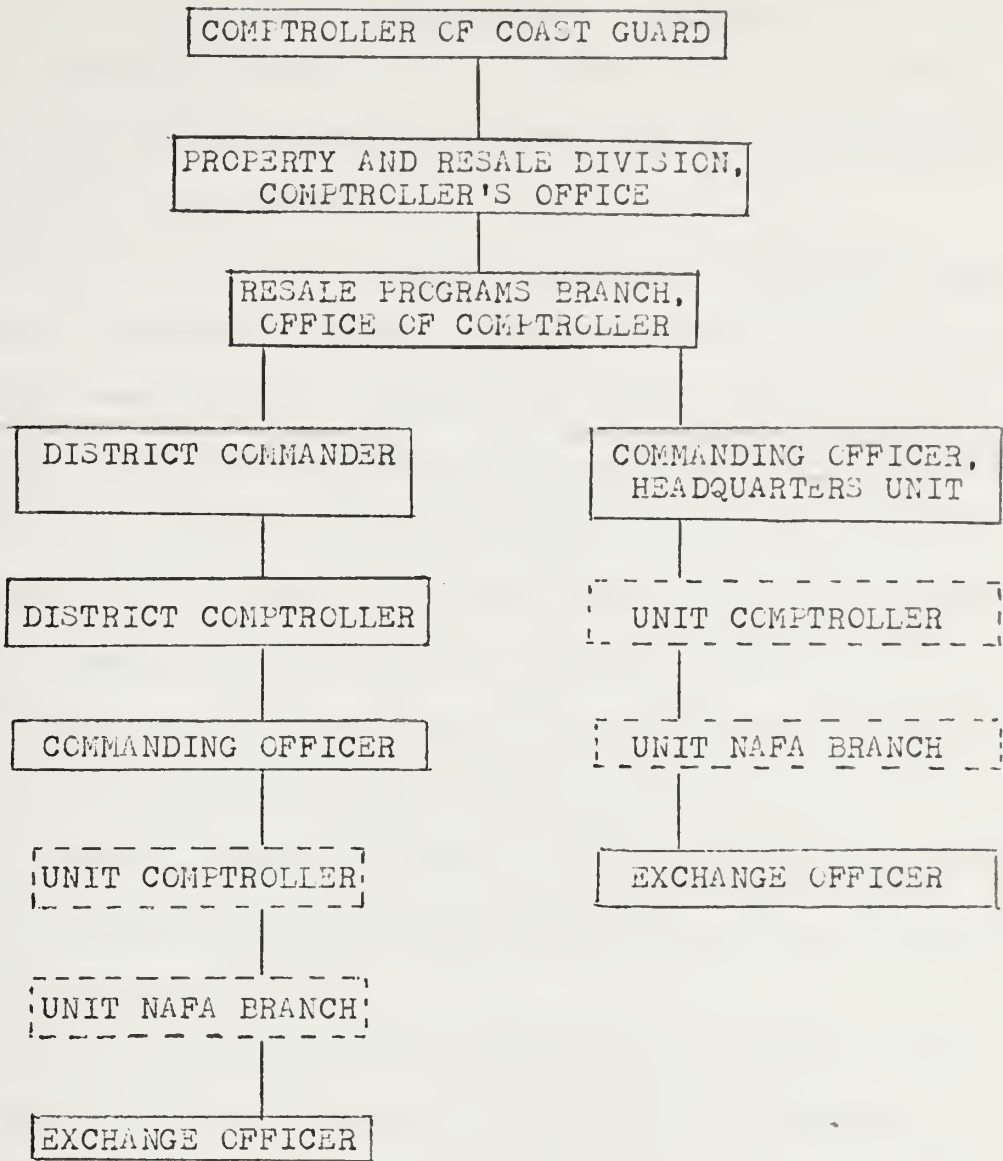 COMPTROLLER OF COAST GUARD
PROPERTY AND RESALE DIVISION,
COMPTROLLER'S OFFICE
RESALE PROGRAMS BRANCH,
OFFICE OF COMPTROLLER
DISTRICT COMMANDER
COMMANDING OFFICER,
HEADQUARTERS UNIT
DISTRICT COMPTROLLER
UNIT COMPTROLLER
COMMANDING OFFICER
UNIT NAFA BRANCH
UNIT COMPTROLLER
EXCHANGE OFFICER
UNIT NAFA BRANCH
EXCHANGE OFFICER